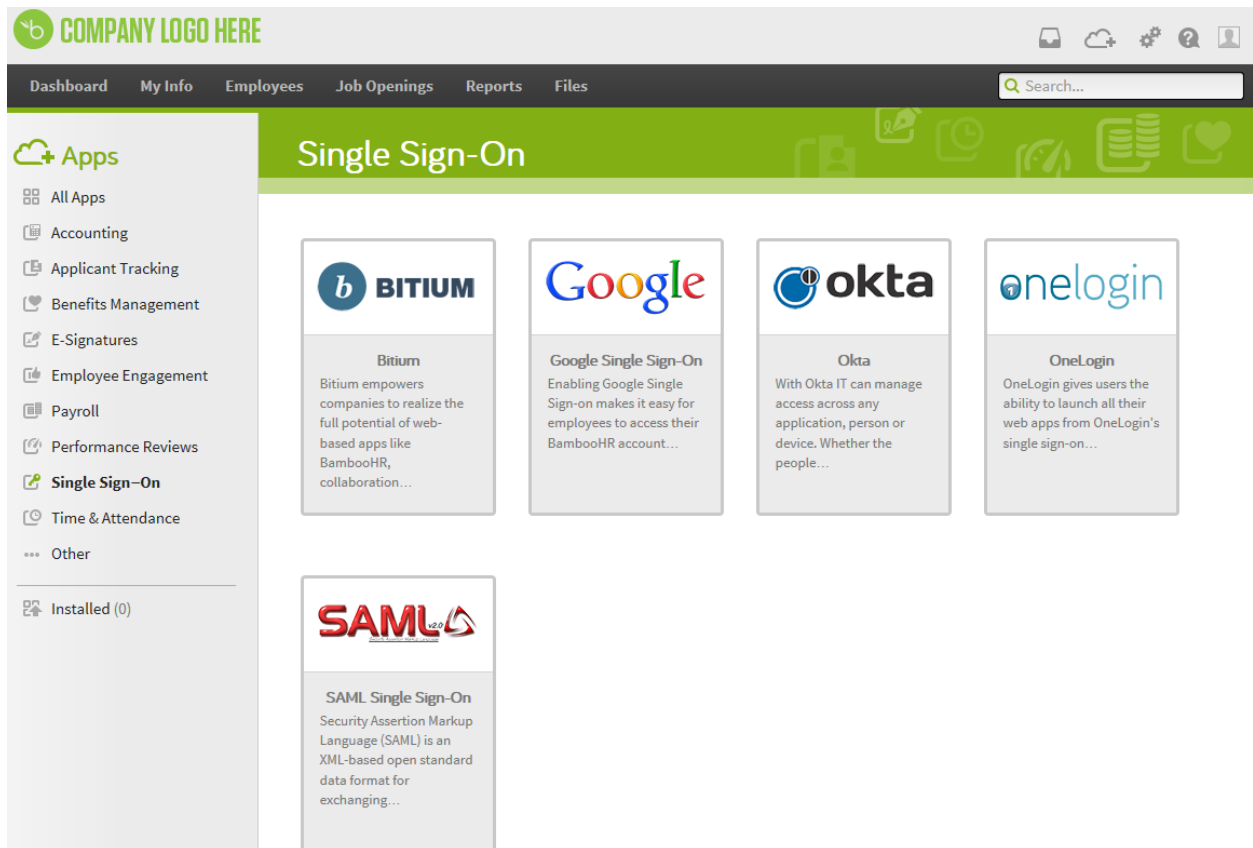 COMPANY LOGO HERE
Dashboard My Info Employees Job Openings Reports Files Search...
Apps
All Apps
Accounting
Applicant Tracking
Benefits Management
E-Signatures
Employee Engagement
Payroll
Performance Reviews
Single Sign–On
Time & Attendance
Other
Installed (0)
Single Sign-On
b BITIUM
Bitium
Bitium empowers
companies to realize the
full potential of web-
based apps like
BambooHR,
collaboration...
Google
Google Single Sign-On
Enabling Google Single
Sign-on makes it easy for
employees to access their
BambooHR account...
okta
Okta
With Okta IT can manage
access across any
application, person or
device. Whether the
people...
onelogin
OneLogin
OneLogin gives users the
ability to launch all their
web apps from OneLogin's
single sign-on...
SAML v2.0
Security Assertion Markup Language
SAML Single Sign-On
Security Assertion Markup
Language (SAML) is an
XML-based open standard
data format for
exchanging...